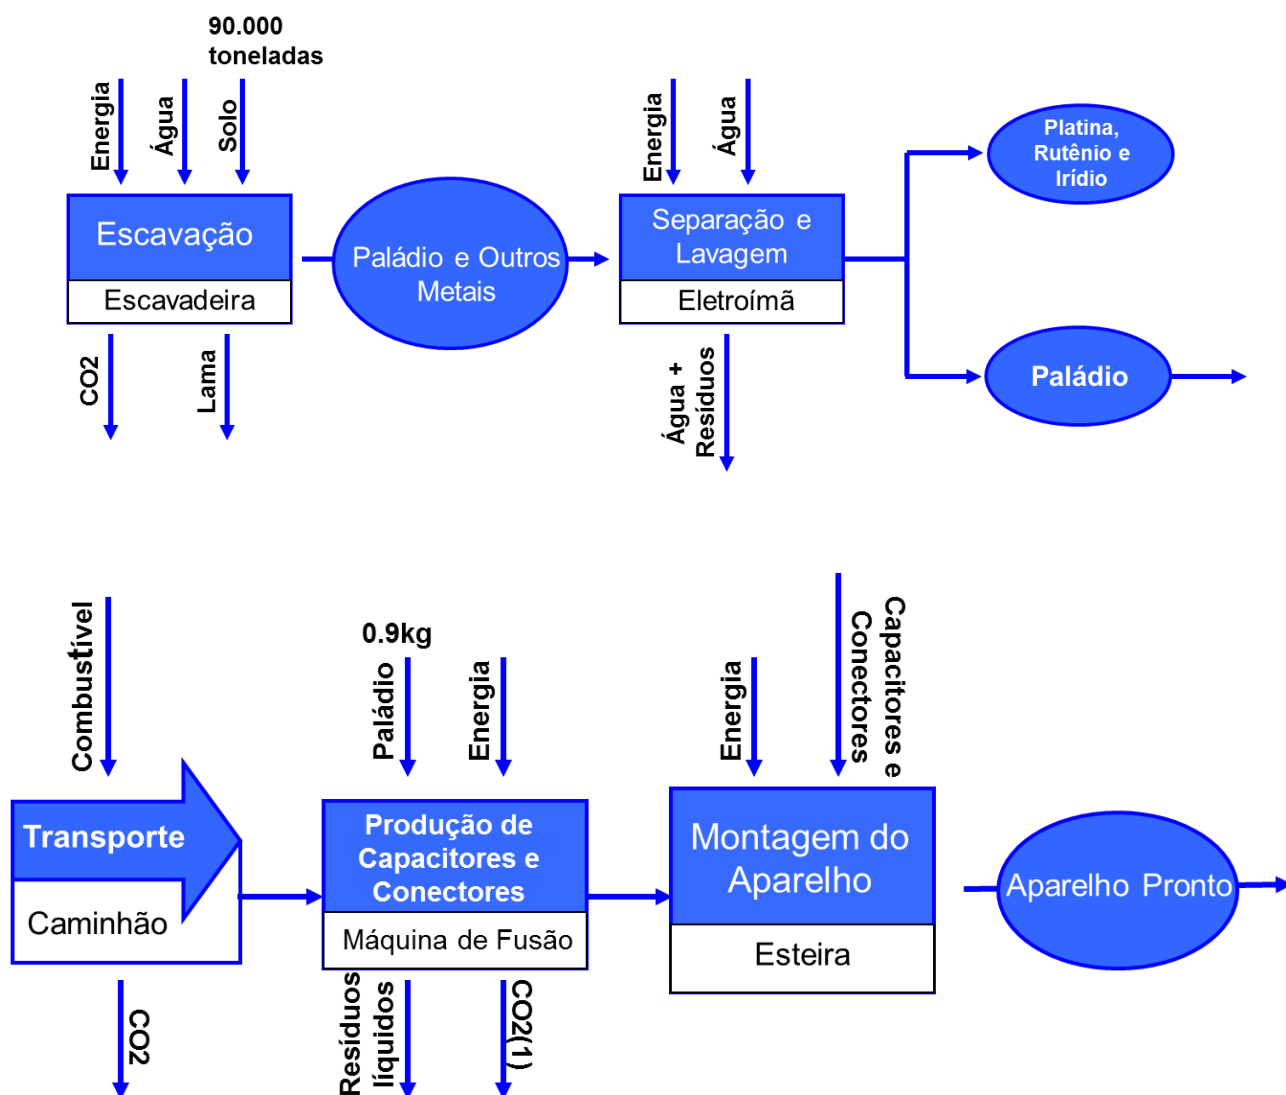 90.000
toneladas
Energia
Água
Solo
Escavação
Escavadeira
CO2
Lama
Paládio e Outros
Metais
Energia
Água
Separação e
Lavagem
Eletroímã
Água +
Resíduos
Platina,
Rutênio e
Irídio
Paládio
Combustível
Transporte
Caminhão
CO2
0.9kg
Paládio
Energia
Produção de
Capacitores e
Conectores
Máquina de Fusão
Resíduos
líquidos
CO2(1)
Energia
Capacitores e
Conectores
Montagem do
Aparelho
Esteira
Aparelho Pronto